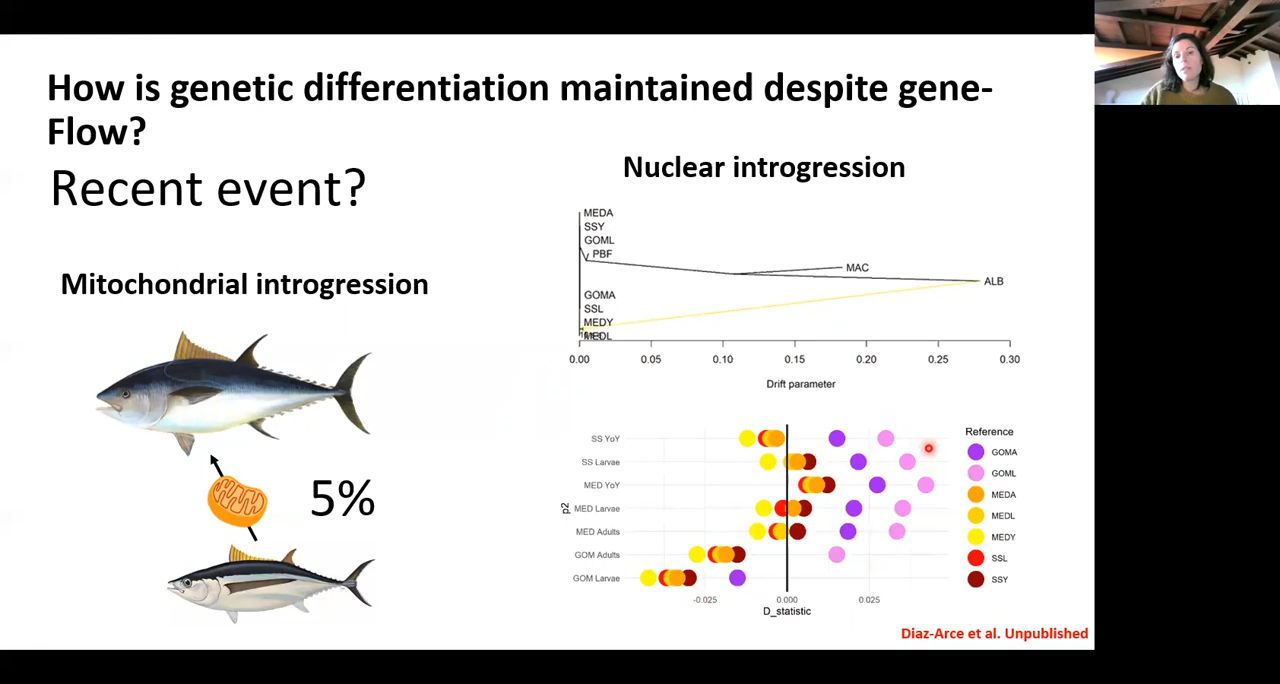 How is genetic differentiation maintained despite gene-
Flow?
Recent event?
Mitochondrial introgression
5%
Nuclear introgression
MEDA
SSY
GOML
PBF
MAC
ALB
GOMA
SSL
MEDY
MEDL
0.00 0.05 0.10 0.15 0.20 0.25 0.30
Drift parameter
p2
SS YoY
SS Larvae
MED YoY
MED Larvae
MED Adults
GOM Adults
GOM Larvae
-0.025 0.000 0.025
D_statistic
Reference
GOMA
GOML
MEDA
MEDL
MEDY
SSL
SSY
Diaz-Arce et al. Unpublished